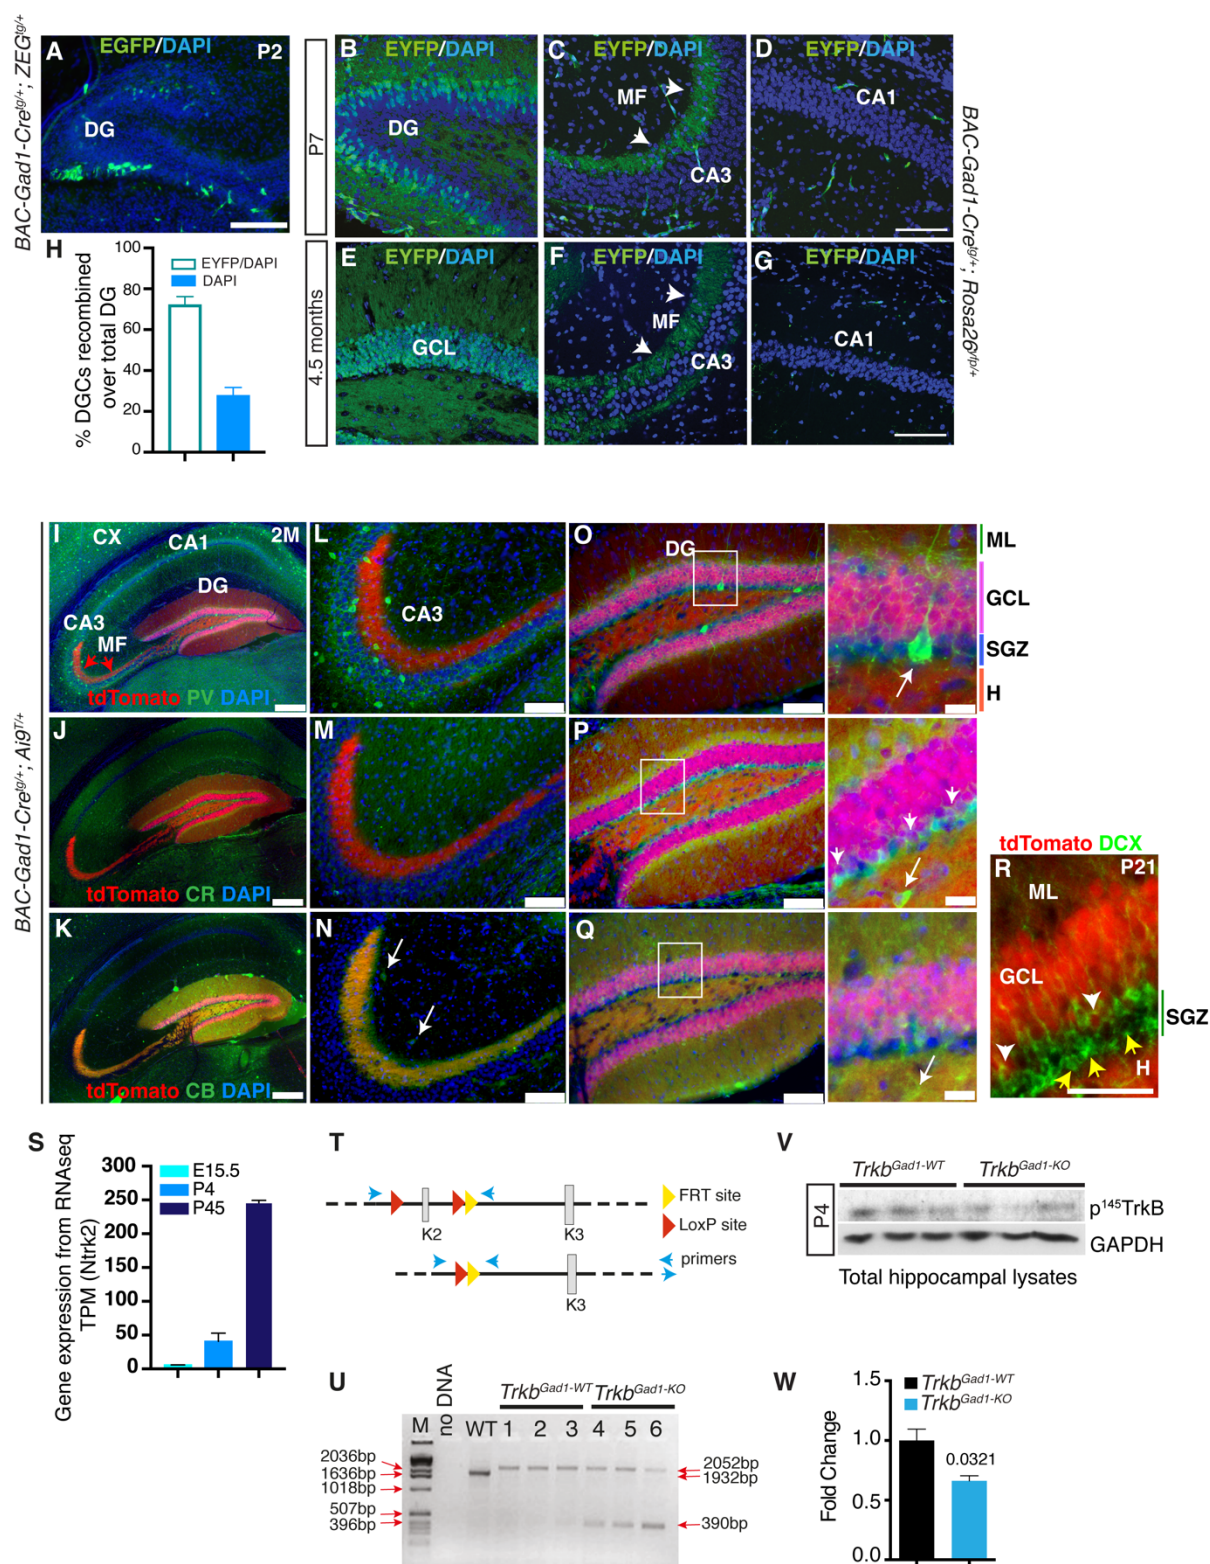 BAC-Gad1-Cre^tg/+; ZEG^tg/+
A
EGFP/DAPI
P2
DG
B
EYFP/DAPI
DG
C
EYFP/DAPI
MF
CA3
D
EYFP/DAPI
CA1
P7
BAC-Gad1-Cre^tg/+; Rosa26^yfp/+
H
% DGCs recombined
over total DG
100
80
60
40
20
0
EYFP/DAPI
DAPI
4.5 months
E
EYFP/DAPI
GCL
F
EYFP/DAPI
MF
CA3
G
EYFP/DAPI
CA1
BAC-Gad1-Cre^tg/+; Ai9^T/+
I
CX
CA1
2M
DG
CA3
MF
tdTomato PV DAPI
L
CA3
O
DG
ML
GCL
SGZ
H
J
tdTomato CR DAPI
M
P
K
tdTomato CB DAPI
N
Q
tdTomato DCX
R
P21
ML
GCL
SGZ
H
S
Gene expression from RNAseq
TPM (Ntrk2)
300
250
200
150
100
50
0
E15.5
P4
P45
T
K2
K3
K3
FRT site
LoxP site
primers
V
Trkb^Gad1-WT
Trkb^Gad1-KO
P4
p^145TrkB
GAPDH
Total hippocampal lysates
U
Trkb^Gad1-WT
Trkb^Gad1-KO
M
no DNA
WT
1
2
3
4
5
6
2036bp
1636bp
1018bp
507bp
396bp
2052bp
1932bp
390bp
W
Fold Change
1.5
1.0
0.5
0.0
Trkb^Gad1-WT
Trkb^Gad1-KO
0.0321